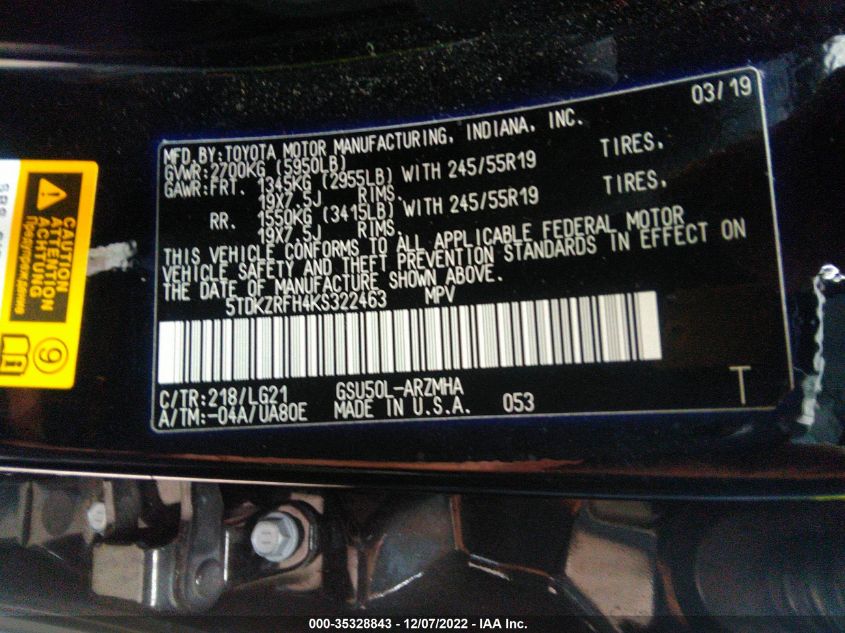 03/19
MFD.BY:TOYOTA MOTOR MANUFACTURING, INDIANA, INC.
GVWR:2700KG (5950LB)
GAWR:FRT. 1345KG (2955LB) WITH 245/55R19 TIRES.
19X7.5J RIMS.
RR. 1550KG (3415LB) WITH 245/55R19 TIRES.
19X7.5J RIMS.
THIS VEHICLE CONFORMS TO ALL APPLICABLE FEDERAL MOTOR
VEHICLE SAFETY AND THEFT PREVENTION STANDARDS IN EFFECT ON
THE DATE OF MANUFACTURE SHOWN ABOVE.
5TDKZRFH4KS322463 MPV
C/TR:218/LG21 GSU50L-ARZMHA
A/TM:-04A/UA80E MADE IN U.S.A. 053 T
CAUTION
ATTENTION
ACHTUNG
Предупреждение
9
000-35328843 - 12/07/2022 - IAA Inc.